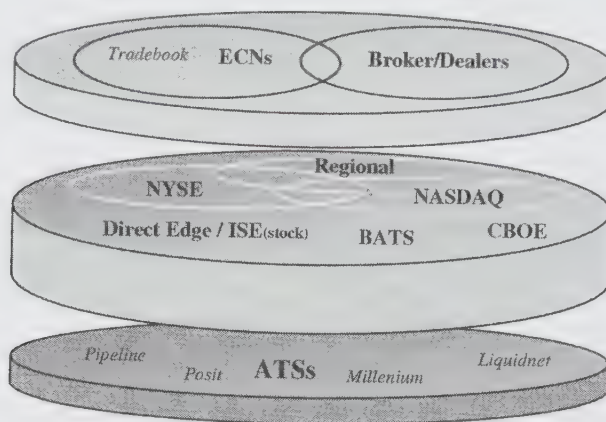 Tradebook ECNs Broker/Dealers
Regional
NYSE
NASDAQ
Direct Edge / ISE(stock) BATS CBOE
Pipeline Liquidnet
Posit ATSs Millenium